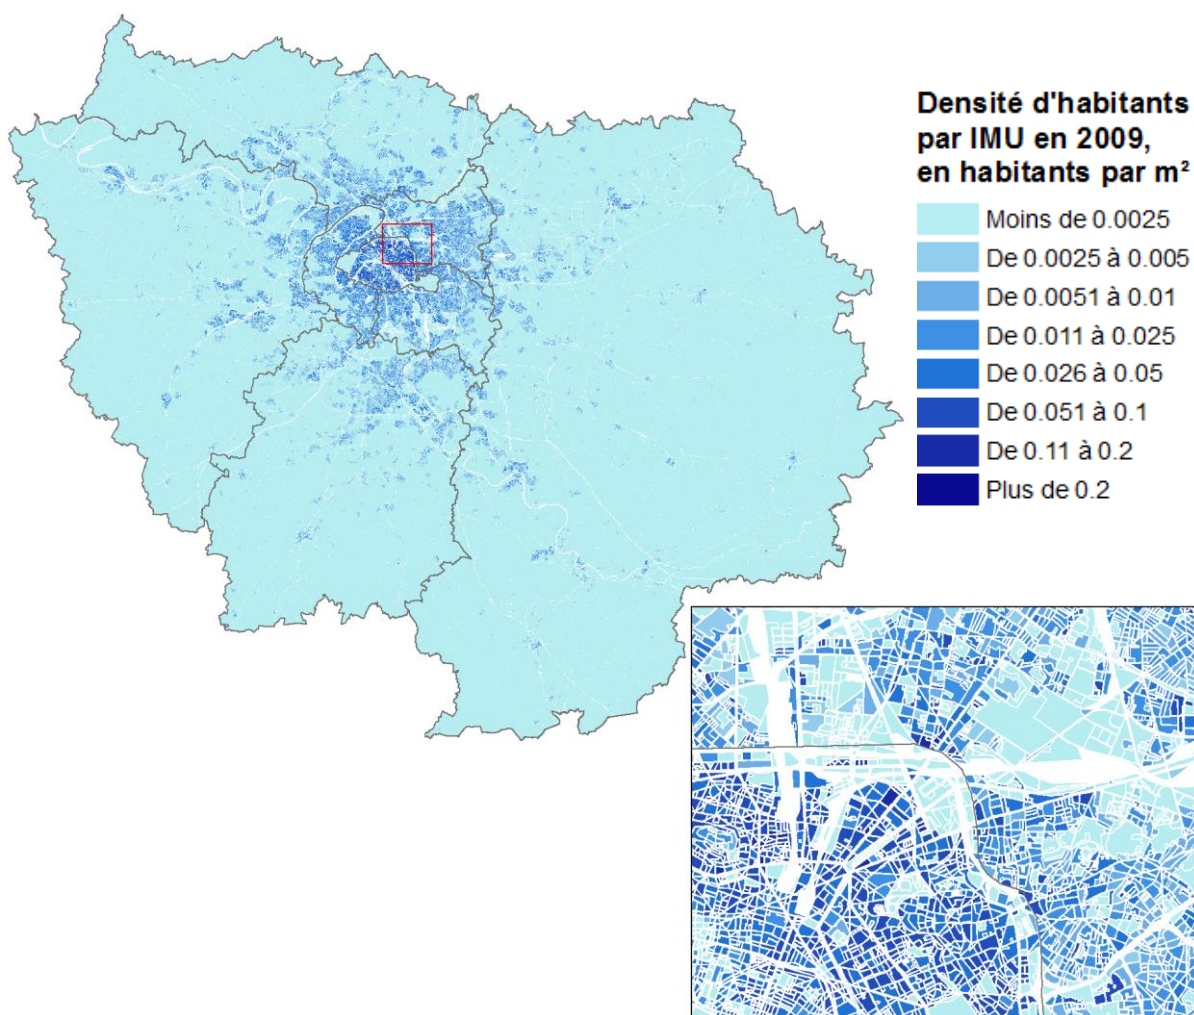 Densité d'habitants
par IMU en 2009,
en habitants par m²
Moins de 0.0025
De 0.0025 à 0.005
De 0.0051 à 0.01
De 0.011 à 0.025
De 0.026 à 0.05
De 0.051 à 0.1
De 0.11 à 0.2
Plus de 0.2